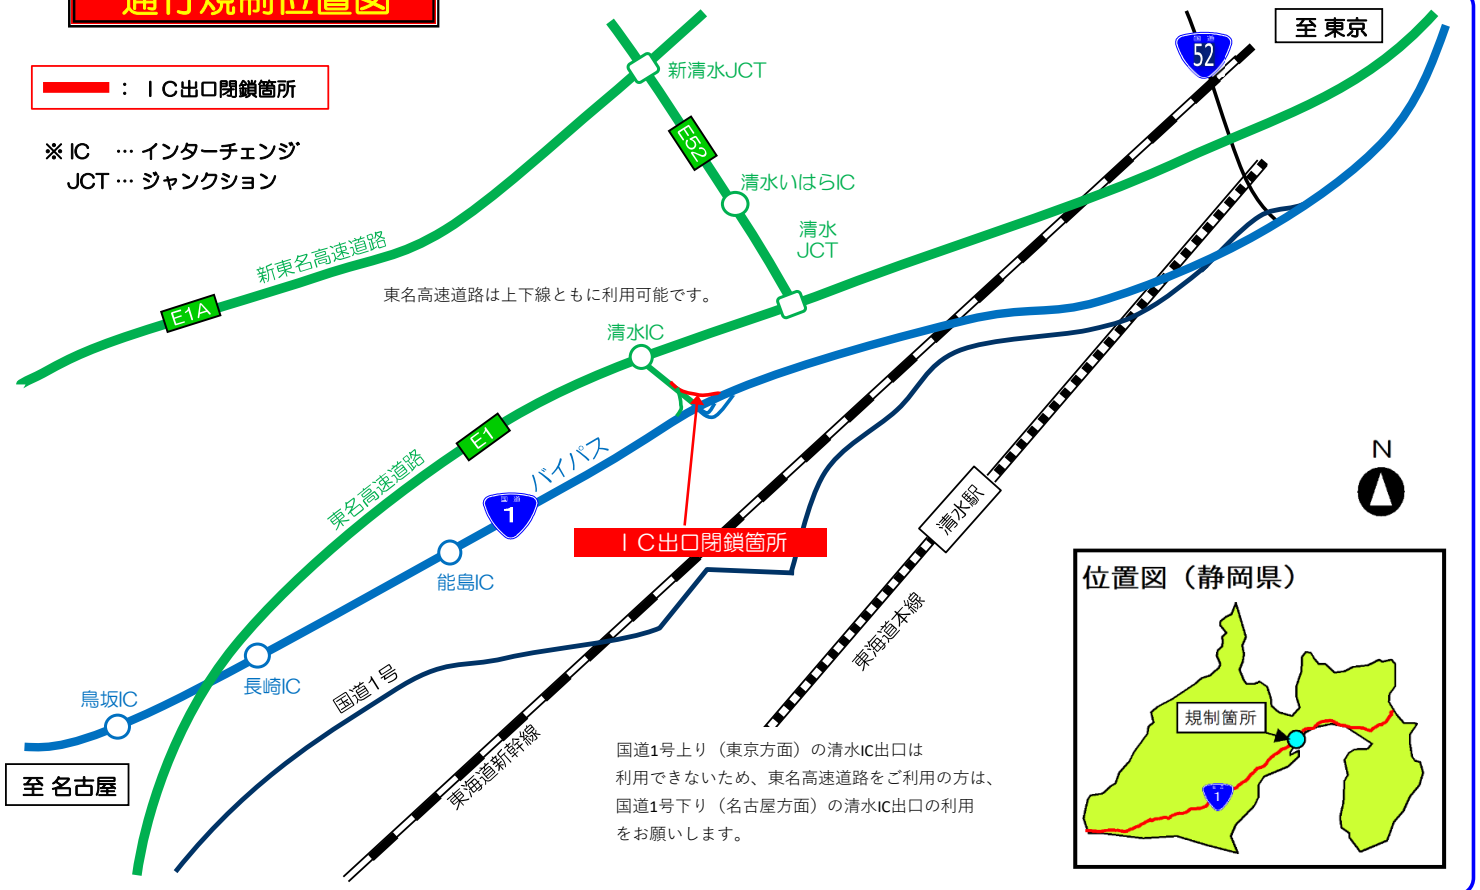 通行規制位置図
至 東京
国道
52
新清水JCT
：ＩＣ出口閉鎖箇所
※ IC … インターチェンジ
JCT … ジャンクション
E52
清水いはらIC
清水
JCT
新東名高速道路
東名高速道路は上下線ともに利用可能です。
E1A
清水IC
E1
バイパス
東名高速道路
国道
1
ＩＣ出口閉鎖箇所
清水駅
N
能島IC
位置図（静岡県）
東海道本線
長崎IC
国道1号
鳥坂IC
規制箇所
東海道新幹線
至 名古屋
国道1号上り（東京方面）の清水IC出口は
利用できないため、東名高速道路をご利用の方は、
国道1号下り（名古屋方面）の清水IC出口の利用
をお願いします。
1